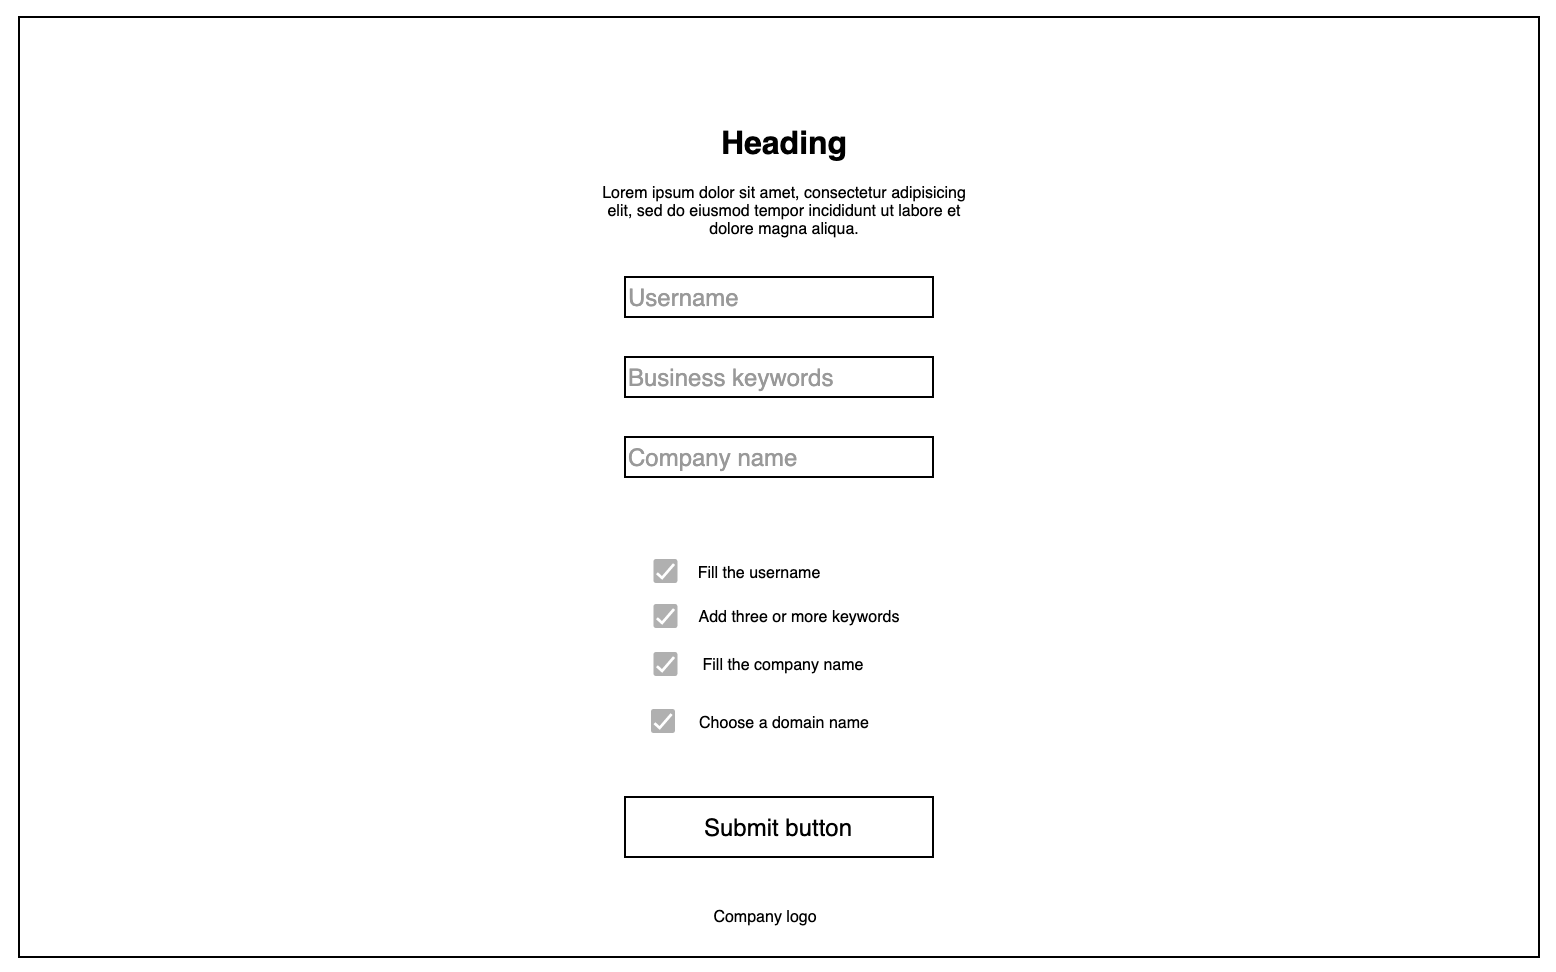 Heading
Lorem ipsum dolor sit amet, consectetur adipisicing
elit, sed do eiusmod tempor incididunt ut labore et
dolore magna aliqua.
Username
Business keywords
Company name
Fill the username
Add three or more keywords
Fill the company name
Choose a domain name
Submit button
Company logo